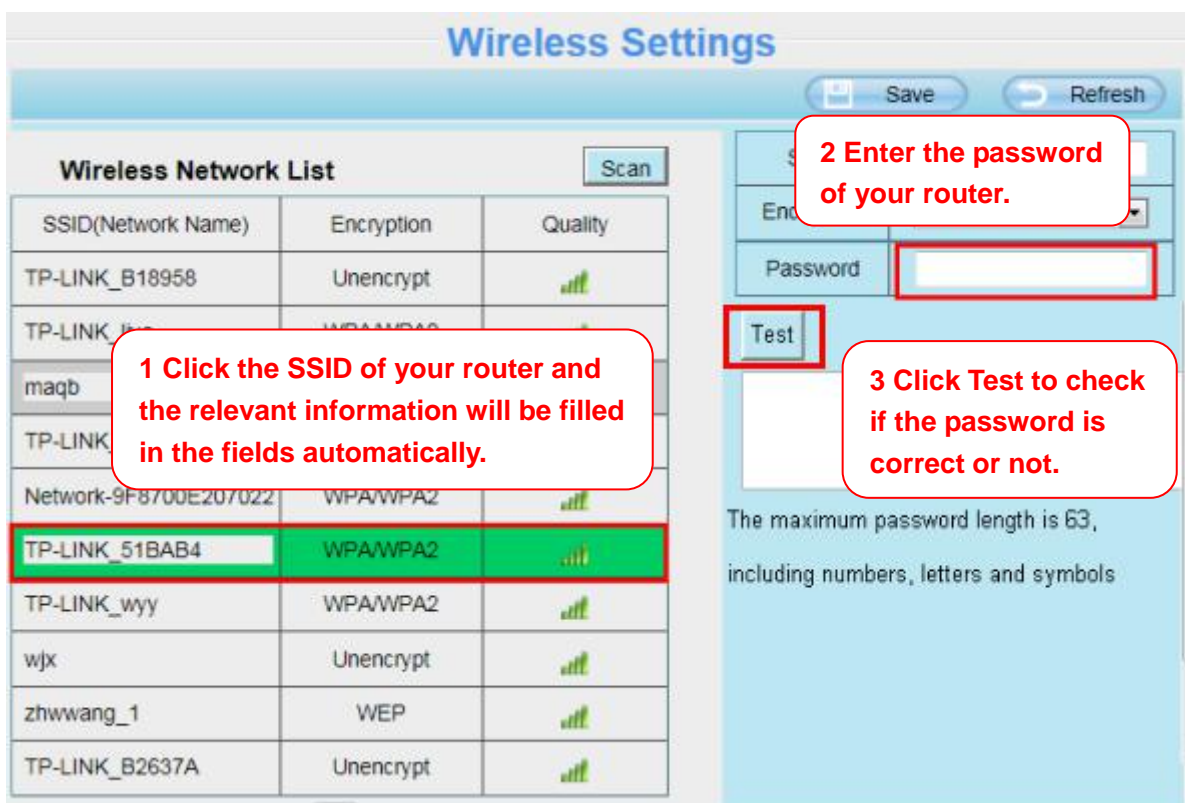 Wireless Settings
Save
Refresh
Wireless Network List
Scan
SSID(Network Name) Encryption Quality
TP-LINK_B18958 Unencrypt
TP-LINK
maqb
TP-LINK
Network-9F8700E207022 WPA/WPA2
TP-LINK_51BAB4 WPA/WPA2
TP-LINK_wyy WPA/WPA2
wjx Unencrypt
zhwwang_1 WEP
TP-LINK_B2637A Unencrypt
1 Click the SSID of your router and
the relevant information will be filled
in the fields automatically.
2 Enter the password
of your router.
Password
Test
3 Click Test to check
if the password is
correct or not.
The maximum password length is 63,
including numbers, letters and symbols